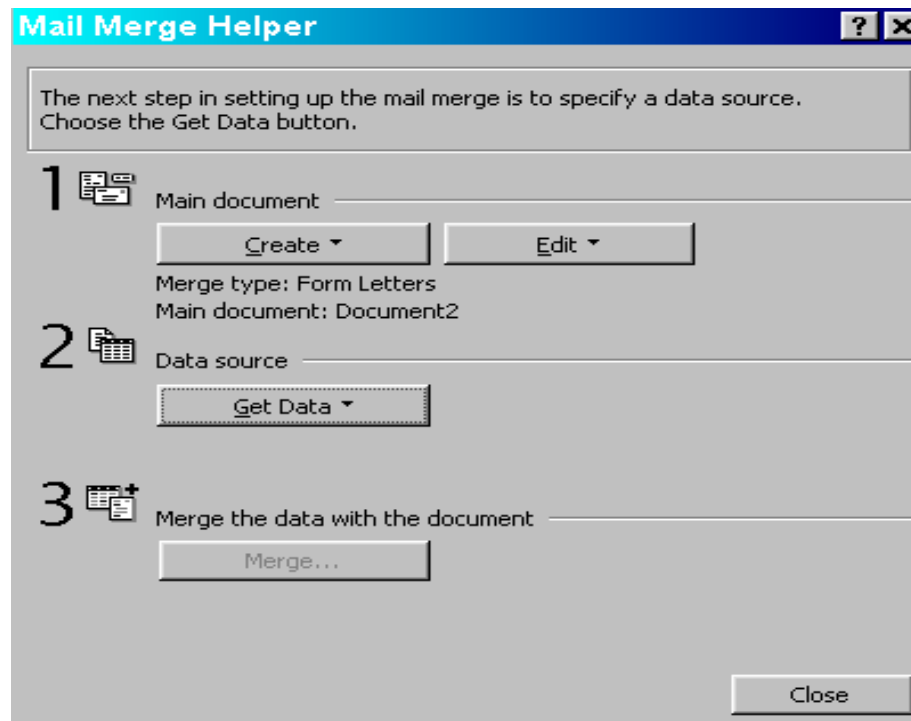 Mail Merge Helper
The next step in setting up the mail merge is to specify a data source.
Choose the Get Data button.
1
Main document
Create Edit
Merge type: Form Letters
Main document: Document2
2
Data source
Get Data
3
Merge the data with the document
Merge...
Close